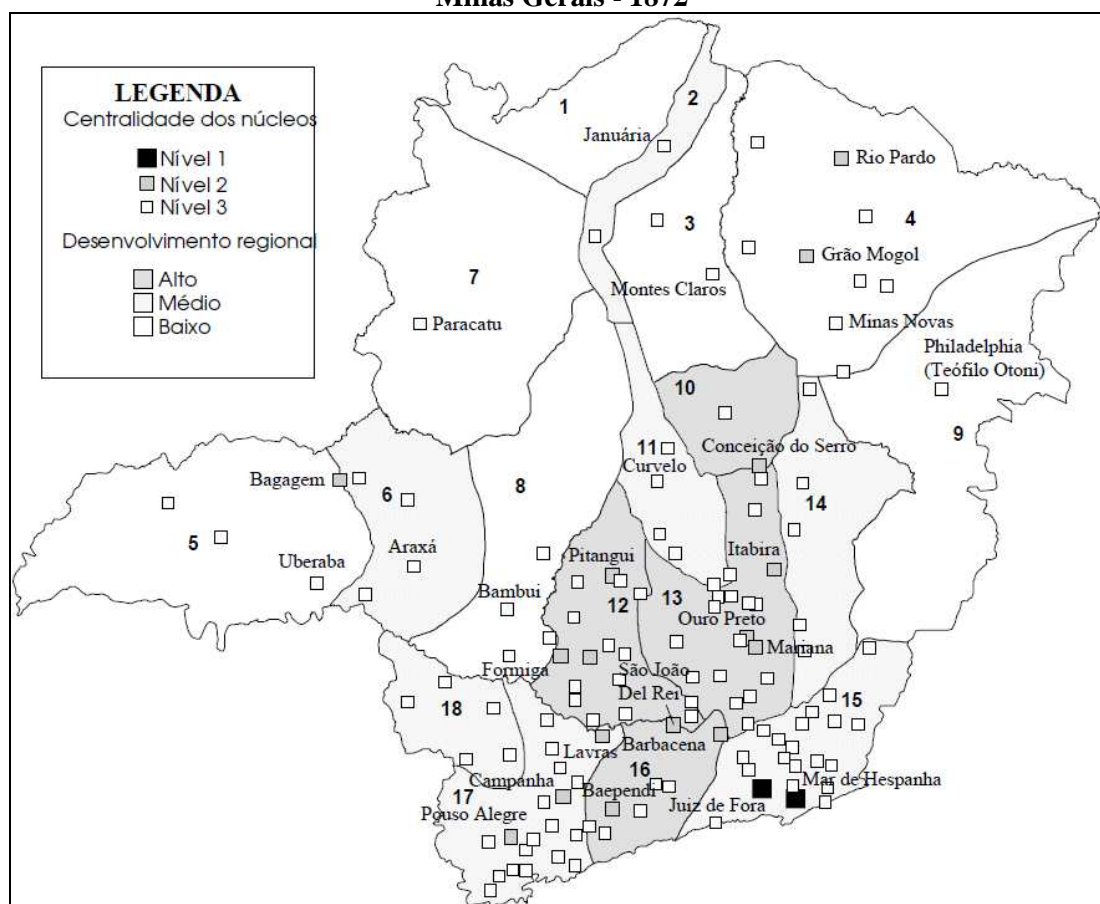 Minas Gerais - 1872
LEGENDA
Centralidade dos núcleos
Nível 1
Nível 2
Nível 3
Desenvolvimento regional
Alto
Médio
Baixo
1
2
Januária
Rio Pardo
3
4
Grão Mogol
7
Montes Claros
Paracatu
Minas Novas
Philadelphia
(Teófilo Otoni)
10
9
11
Conceição do Serro
Curvelo
Bagagem
6
8
14
5
Araxá
Pitangui
Itabira
Uberaba
Bambui
12
13
Ouro Preto
Mariana
Formiga
São João
Del Rei
15
18
Barbacena
Lavras
16
Campanha
Mar de Hespanha
17
Baependi
Juiz de Fora
Pouso Alegre